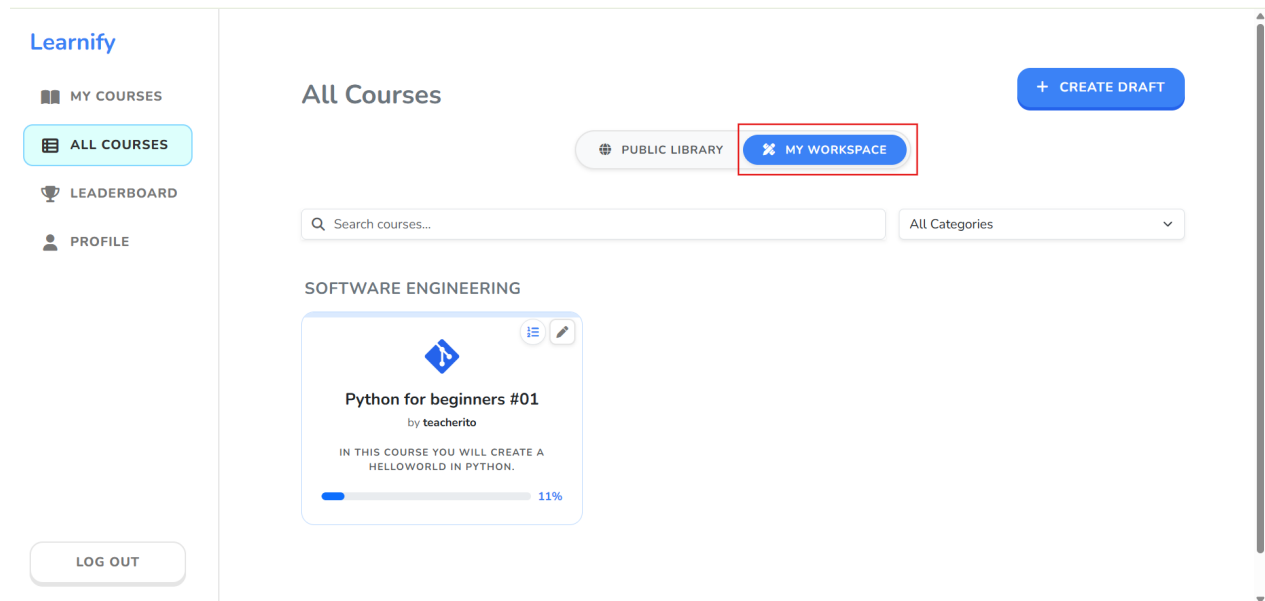 Learnify
MY COURSES
ALL COURSES
LEADERBOARD
PROFILE
LOG OUT
All Courses
+ CREATE DRAFT
PUBLIC LIBRARY
MY WORKSPACE
Search courses...
All Categories
SOFTWARE ENGINEERING
Python for beginners #01
by teacherito
IN THIS COURSE YOU WILL CREATE A
HELLOWORLD IN PYTHON.
11%